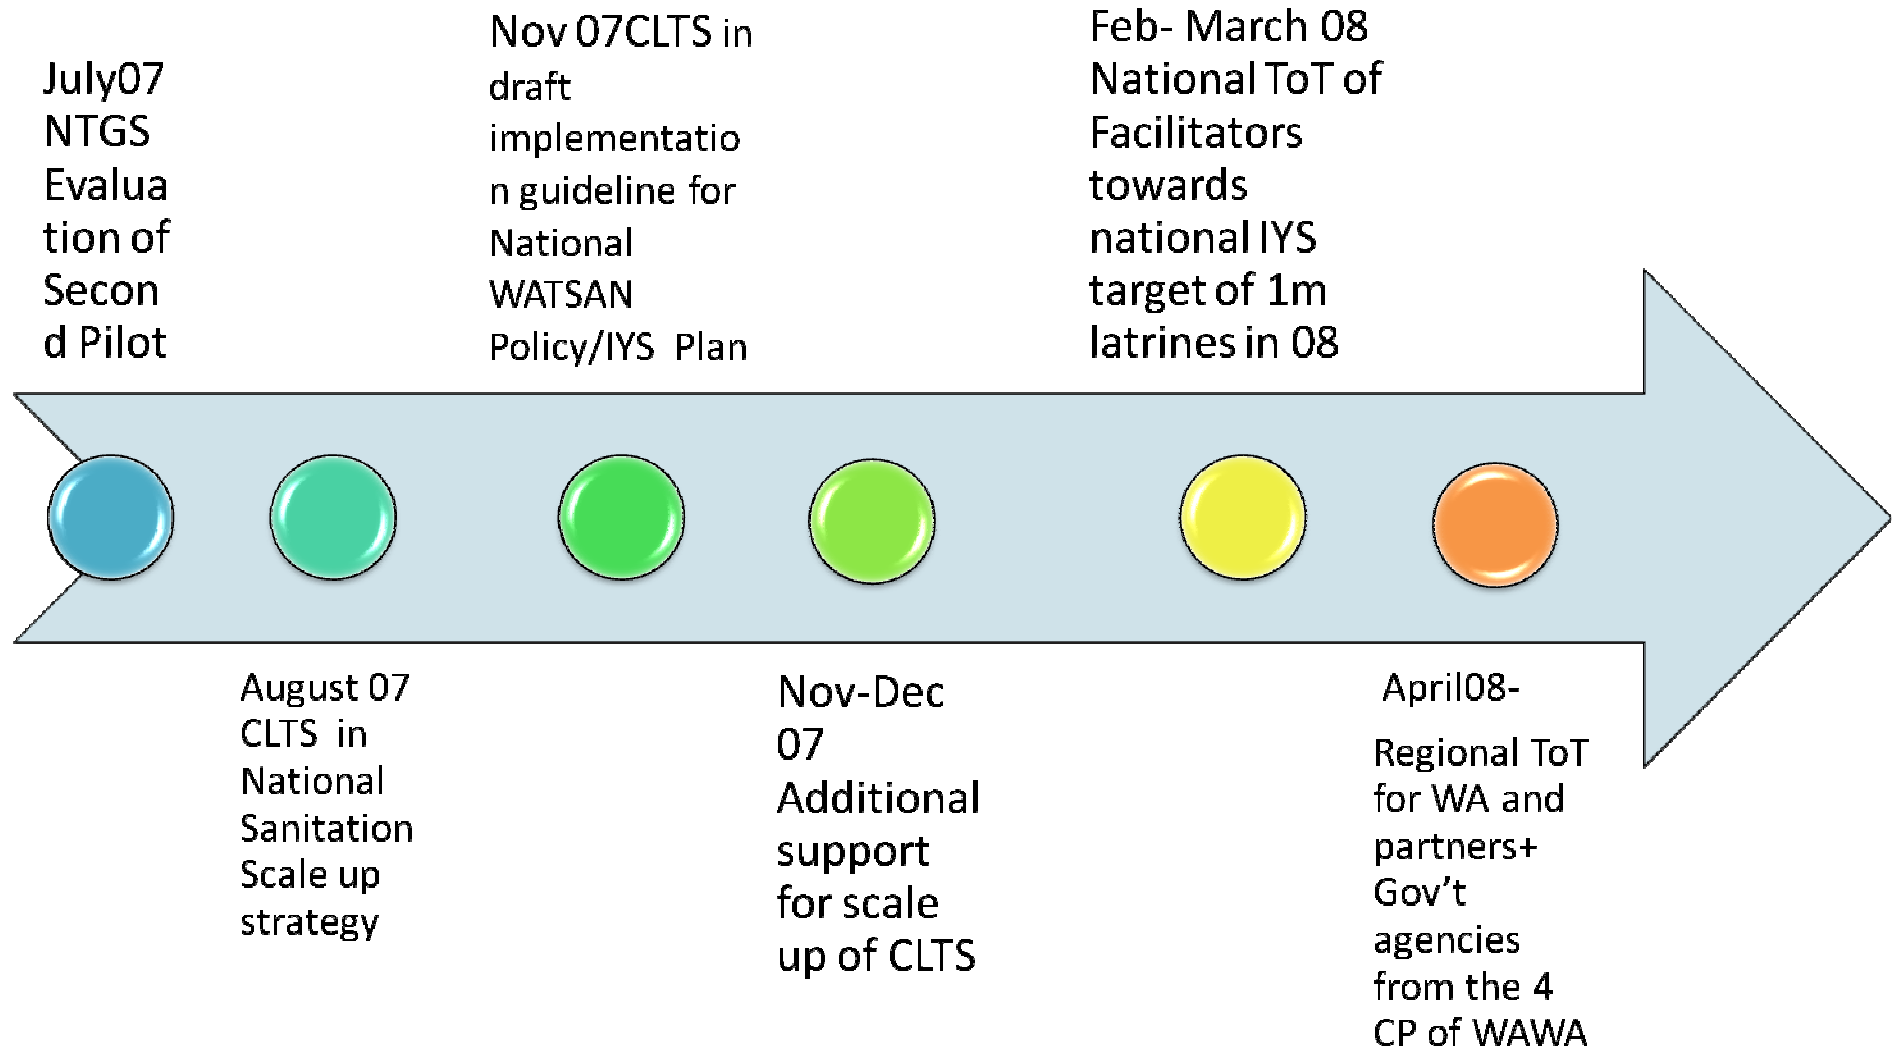 July07
NTGS
Evalua
tion of
Secon
d Pilot
Nov 07CLTS in
draft
implementatio
n guideline for
National
WATSAN
Policy/IYS Plan
Feb- March 08
National ToT of
Facilitators
towards
national IYS
target of 1m
latrines in 08
August 07
CLTS in
National
Sanitation
Scale up
strategy
Nov-Dec
07
Additional
support
for scale
up of CLTS
April08-
Regional ToT
for WA and
partners+
Gov’t
agencies
from the 4
CP of WAWA